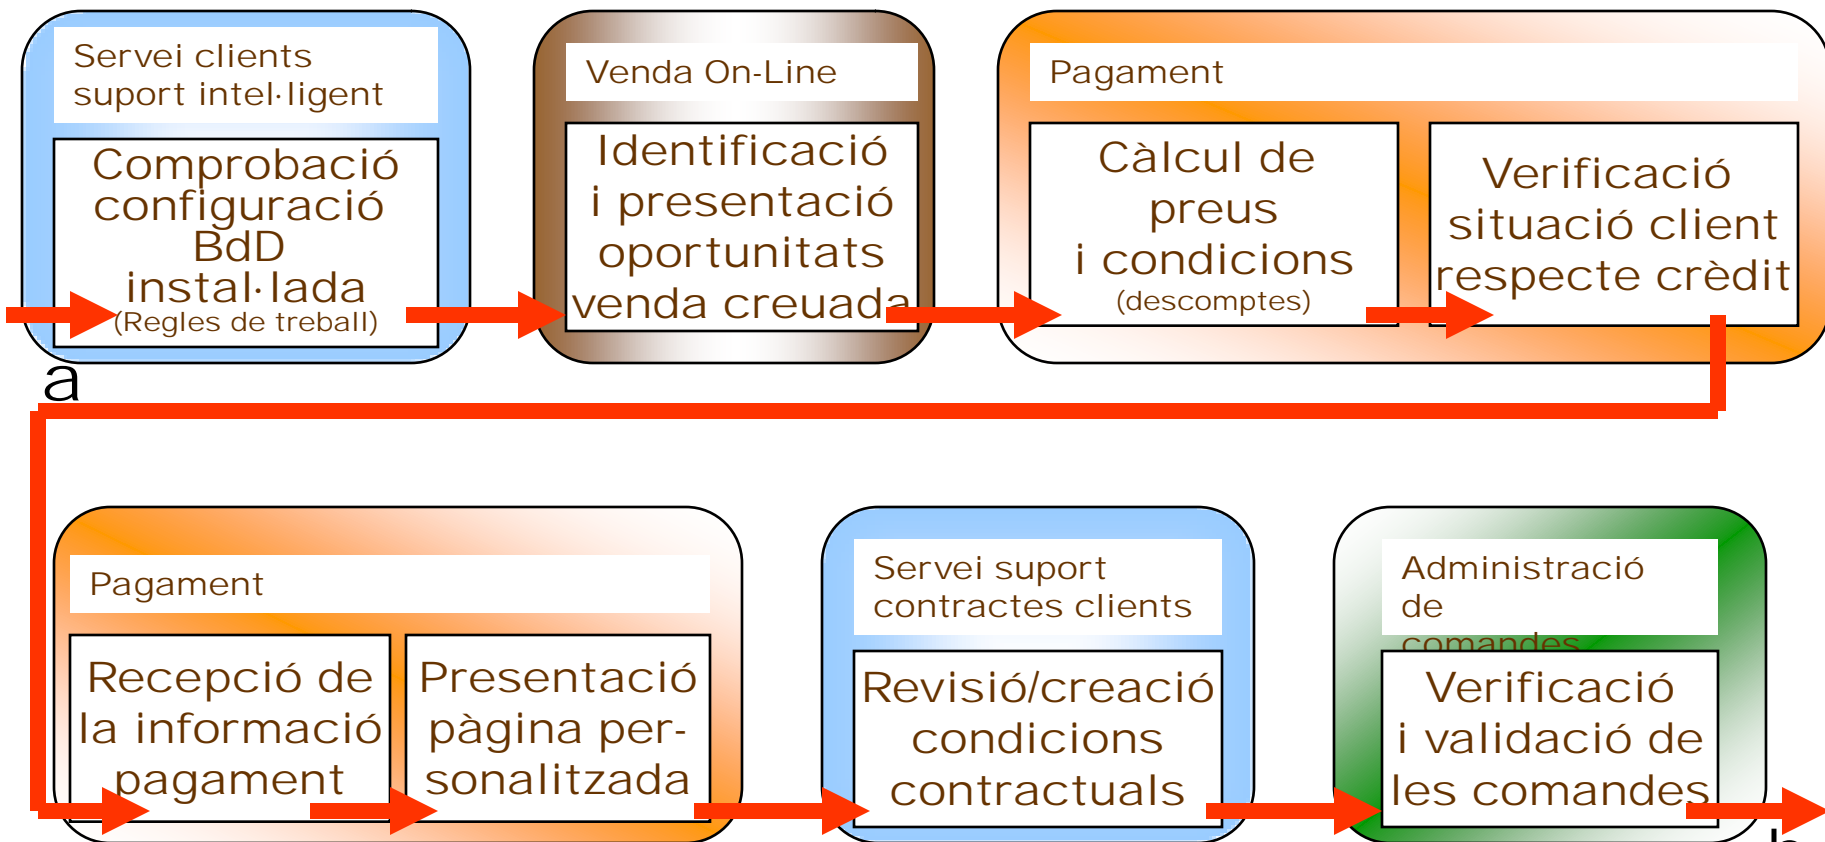 Servei clients
suport intel·ligent
Comprobació
configuració
BdD
instal·lada
(Regles de treball)
Venda On-Line
Identificació
i presentació
oportunitats
venda creuada
Pagament
Càlcul de
preus
i condicions
(descomptes)
Verificació
situació client
respecte crèdit
a
Pagament
Recepció de
la informació
pagament
Presentació
pàgina per-
sonalitzada
Servei suport
contractes clients
Revisió/creació
condicions
contractuals
Administració
de
comandes
Verificació
i validació de
les comandes